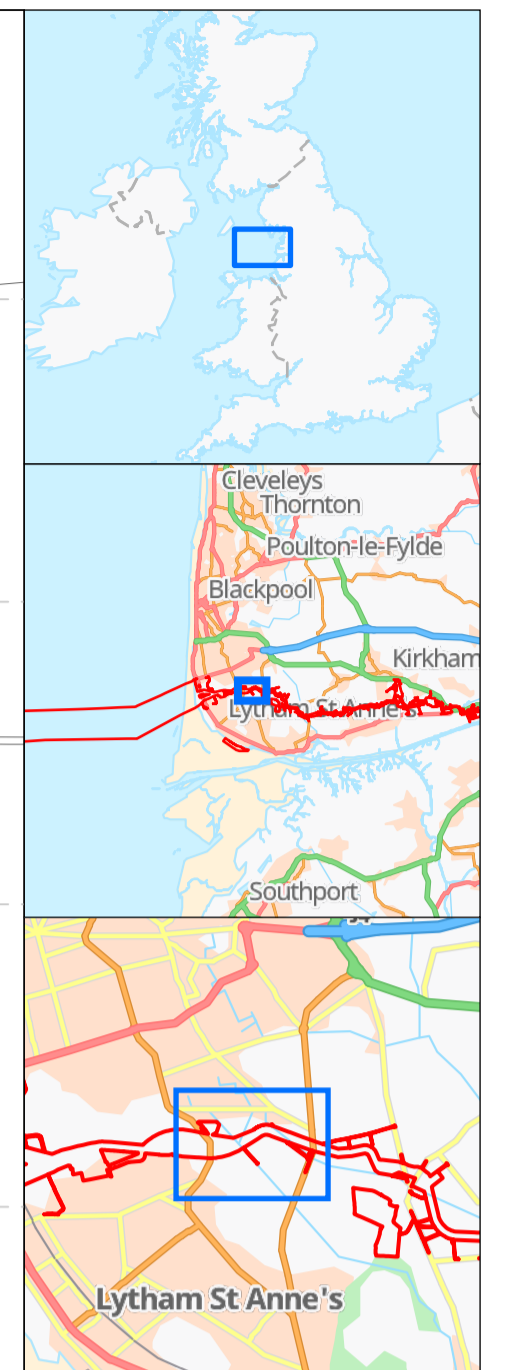 Cleveleys
Thornton
Poulton-le-Fylde
Blackpool
Kirkham
Lytham St Anne's
Southport
Lytham St Anne's